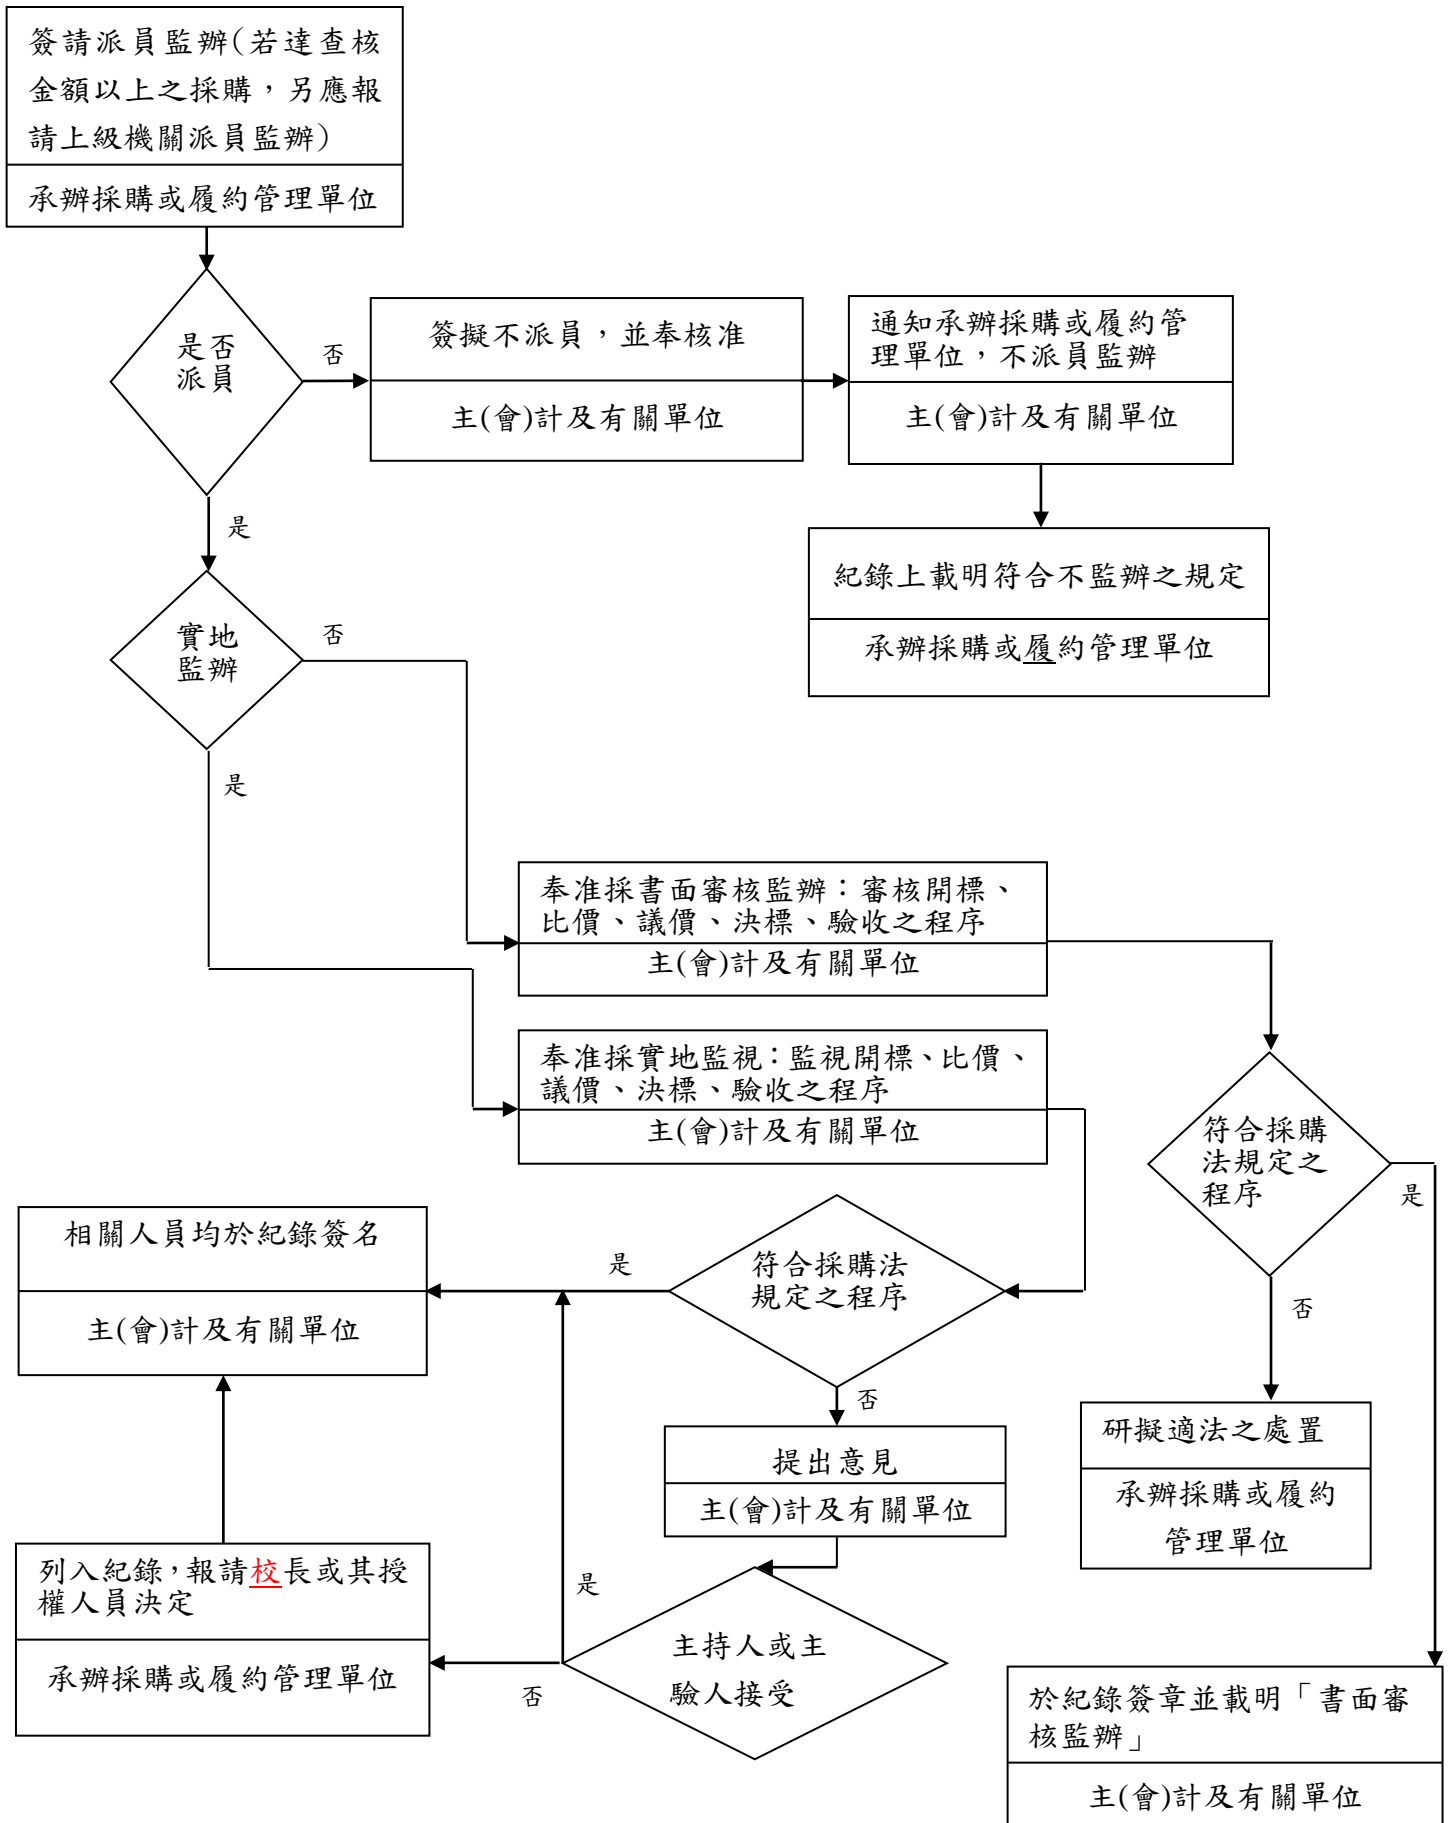 簽請派員監辦(若達查核
金額以上之採購，另應報
請上級機關派員監辦)
承辦採購或履約管理單位
是否
派員
否
簽擬不派員，並奉核准
主(會)計及有關單位
通知承辦採購或履約管
理單位，不派員監辦
主(會)計及有關單位
是
紀錄上載明符合不監辦之規定
承辦採購或履約管理單位
實地
監辦
否
是
奉准採書面審核監辦：審核開標、
比價、議價、決標、驗收之程序
主(會)計及有關單位
奉准採實地監視：監視開標、比價、
議價、決標、驗收之程序
主(會)計及有關單位
符合採購
法規定之
程序
是
否
相關人員均於紀錄簽名
主(會)計及有關單位
是
符合採購法
規定之程序
否
提出意見
主(會)計及有關單位
研擬適法之處置
承辦採購或履約
管理單位
列入紀錄，報請校長或其授
權人員決定
承辦採購或履約管理單位
是
否
主持人或主
驗人接受
於紀錄簽章並載明「書面審
核監辦」
主(會)計及有關單位